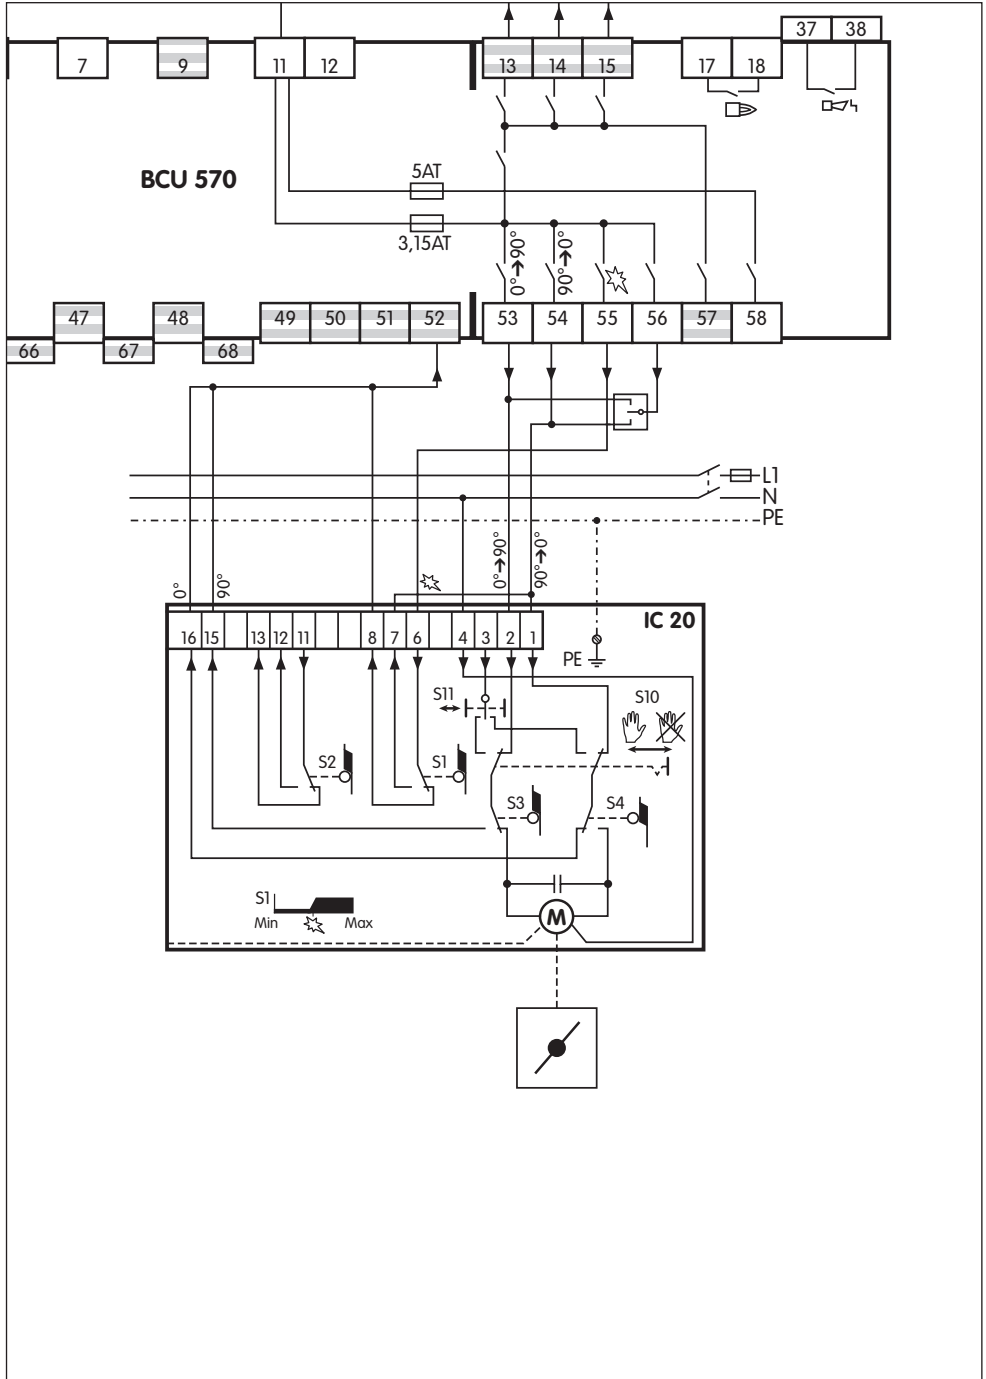 37 38
7 9 11 12 13 14 15 17 18
5AT
BCU 570
3,15AT
0°➔90°
90°➔0°
47 48 49 50 51 52 53 54 55 56 57 58
66 67 68
L1
N
PE
0°
90°
0°➔90°
90°➔0°
IC 20
16 15 13 12 11 8 7 6 4 3 2 1
PE
S11
S10
S2
S1
S3
S4
S1
Min Max
M